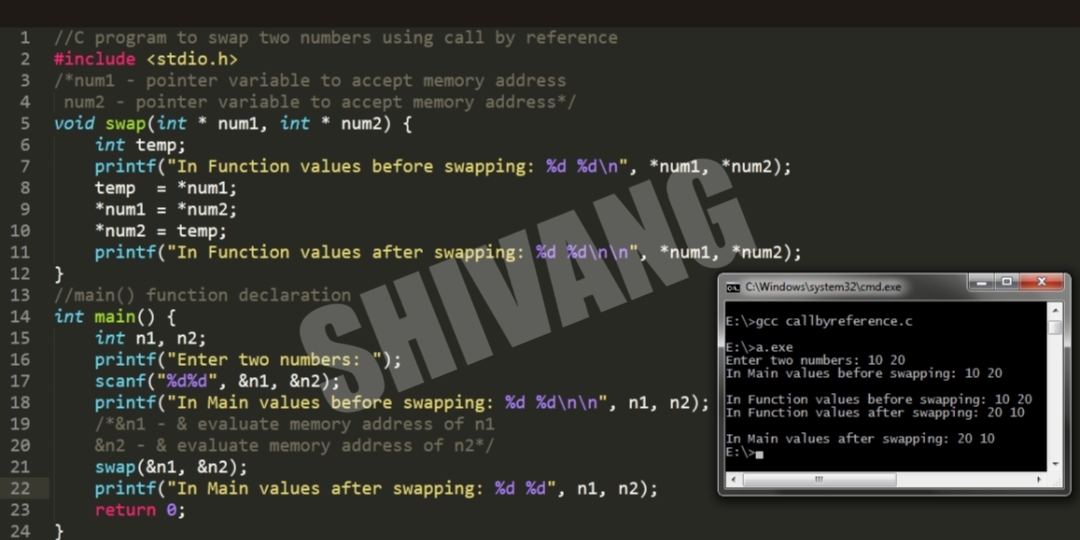 1 //C program to swap two numbers using call by reference
2 #include <stdio.h>
3 /*num1 - pointer variable to accept memory address
4 num2 - pointer variable to accept memory address*/
5 void swap(int * num1, int * num2) {
6 int temp;
7 printf("In Function values before swapping: %d %d\n", *num1, *num2);
8 temp = *num1;
9 *num1 = *num2;
10 *num2 = temp;
11 printf("In Function values after swapping: %d %d\n\n", *num1, *num2);
12 }
13 //main() function declaration
14 int main() {
15 int n1, n2;
16 printf("Enter two numbers: ");
17 scanf("%d%d", &n1, &n2);
18 printf("In Main values before swapping: %d %d\n\n", n1, n2);
19 /*&n1 - & evaluate memory address of n1
20 &n2 - & evaluate memory address of n2*/
21 swap(&n1, &n2);
22 printf("In Main values after swapping: %d %d", n1, n2);
23 return 0;
24 }
SHIVANG
C:\Windows\system32\cmd.exe
E:\>gcc callbyreference.c
E:\>a.exe
Enter two numbers: 10 20
In Main values before swapping: 10 20
In Function values before swapping: 10 20
In Function values after swapping: 20 10
In Main values after swapping: 20 10
E:\>